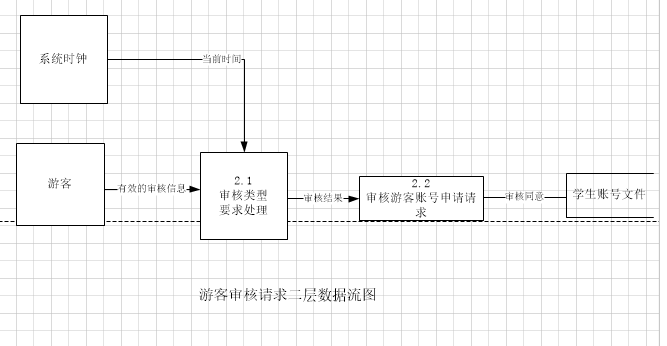 系统时钟
当前时间
游客
有效的审核信息
2.1
审核类型
要求处理
审核结果
2.2
审核游客账号申请请
求
审核同意
学生账号文件
游客审核请求二层数据流图